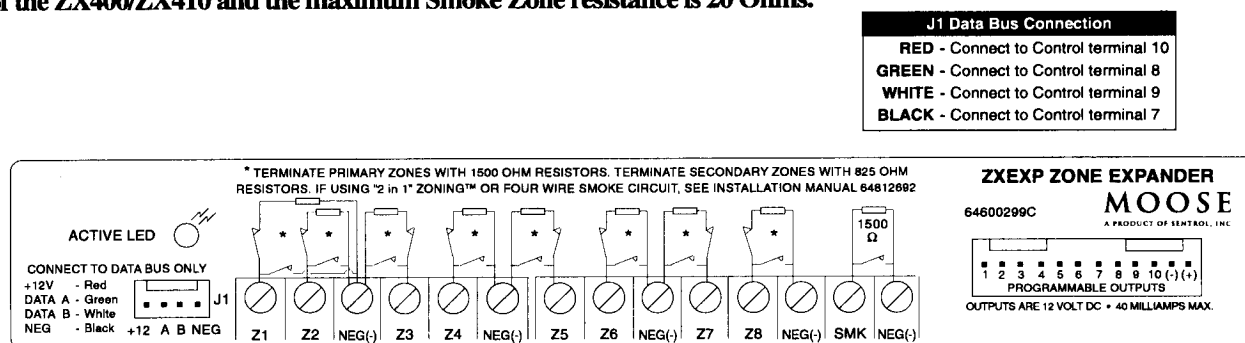 of the ZX400/ZX410 and the maximum Smoke Zone resistance is 20 Ohms.
J1 Data Bus Connection
RED - Connect to Control terminal 10
GREEN - Connect to Control terminal 8
WHITE - Connect to Control terminal 9
BLACK - Connect to Control terminal 7
* TERMINATE PRIMARY ZONES WITH 1500 OHM RESISTORS. TERMINATE SECONDARY ZONES WITH 825 OHM
RESISTORS. IF USING "2 in 1" ZONING™ OR FOUR WIRE SMOKE CIRCUIT, SEE INSTALLATION MANUAL 64812692
ACTIVE LED
CONNECT TO DATA BUS ONLY
+12V - Red
DATA A - Green
DATA B - White
NEG - Black
J1
+12 A B NEG
* * * * * * * *
1500
Ω
Z1 Z2 NEG(-) Z3 Z4 NEG(-) Z5 Z6 NEG(-) Z7 Z8 NEG(-) SMK NEG(-)
ZXEXP ZONE EXPANDER
64600299C
MOOSE
A PRODUCT OF SENTROL, INC
1 2 3 4 5 6 7 8 9 10 (-) (+)
PROGRAMMABLE OUTPUTS
OUTPUTS ARE 12 VOLT DC • 40 MILLIAMPS MAX.